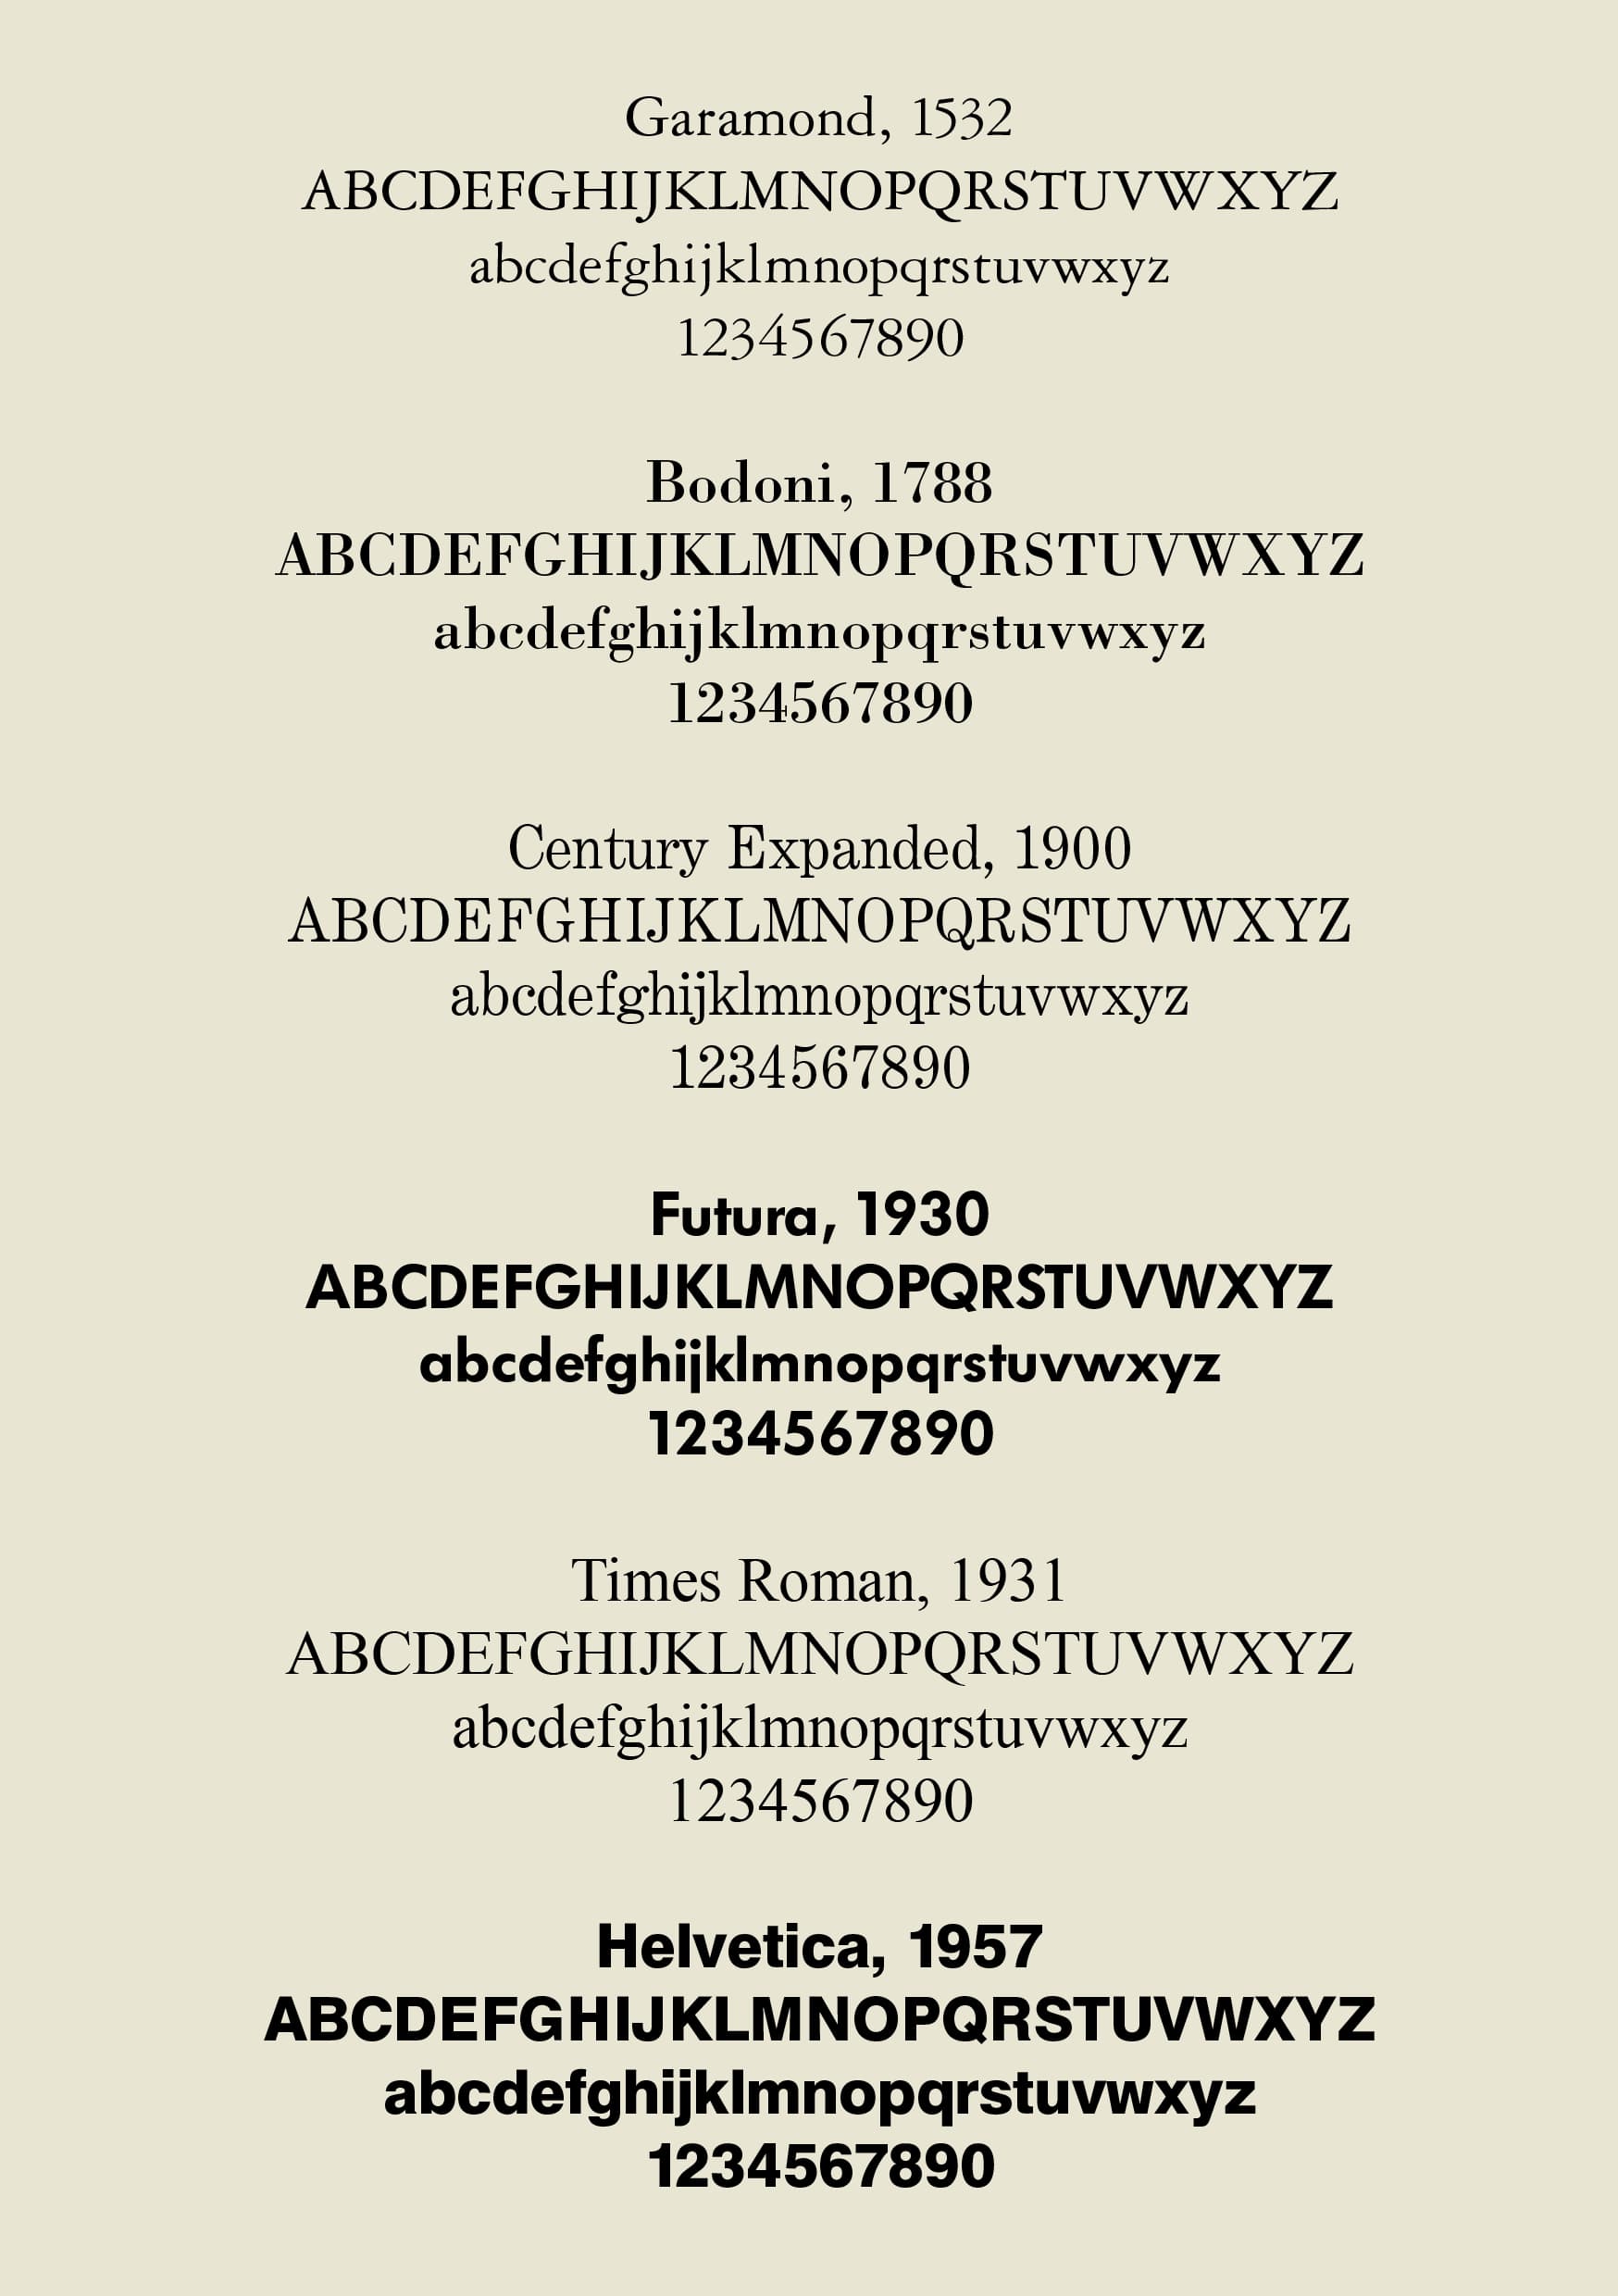 Garamond, 1532
ABCDEFGHIJKLMNOPQRSTUVWXYZ
abcdefghijklmnopqrstuvwxyz
1234567890
Bodoni, 1788
ABCDEFGHIJKLMNOPQRSTUVWXYZ
abcdefghijklmnopqrstuvwxyz
1234567890
Century Expanded, 1900
ABCDEFGHIJKLMNOPQRSTUVWXYZ
abcdefghijklmnopqrstuvwxyz
1234567890
Futura, 1930
ABCDEFGHIJKLMNOPQRSTUVWXYZ
abcdefghijklmnopqrstuvwxyz
1234567890
Times Roman, 1931
ABCDEFGHIJKLMNOPQRSTUVWXYZ
abcdefghijklmnopqrstuvwxyz
1234567890
Helvetica, 1957
ABCDEFGHIJKLMNOPQRSTUVWXYZ
abcdefghijklmnopqrstuvwxyz
1234567890